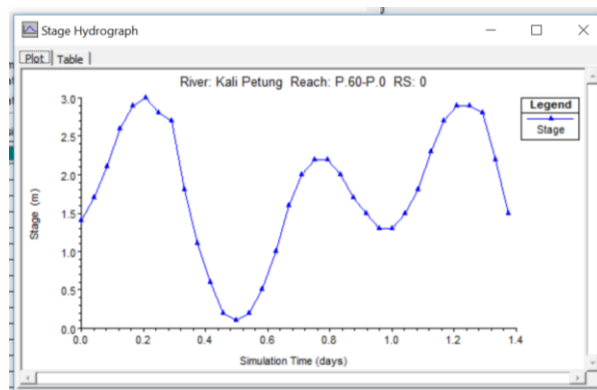 Stage Hydrograph
Plot Table
River: Kali Petung Reach: P.60-P.0 RS: 0
Legend
Stage
Stage (m)
3.0
2.5
2.0
1.5
1.0
0.5
0.0
0.0 0.2 0.4 0.6 0.8 1.0 1.2 1.4
Simulation Time (days)